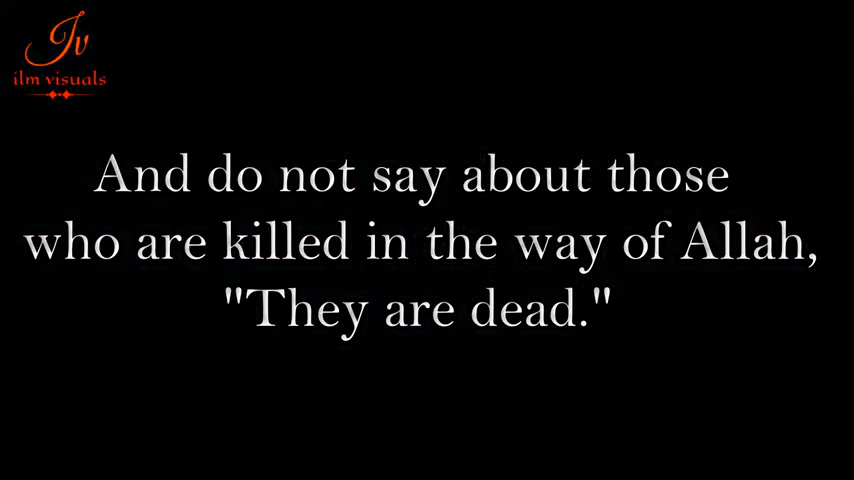 Iv
ilm visuals
And do not say about those
who are killed in the way of Allah,
"They are dead."